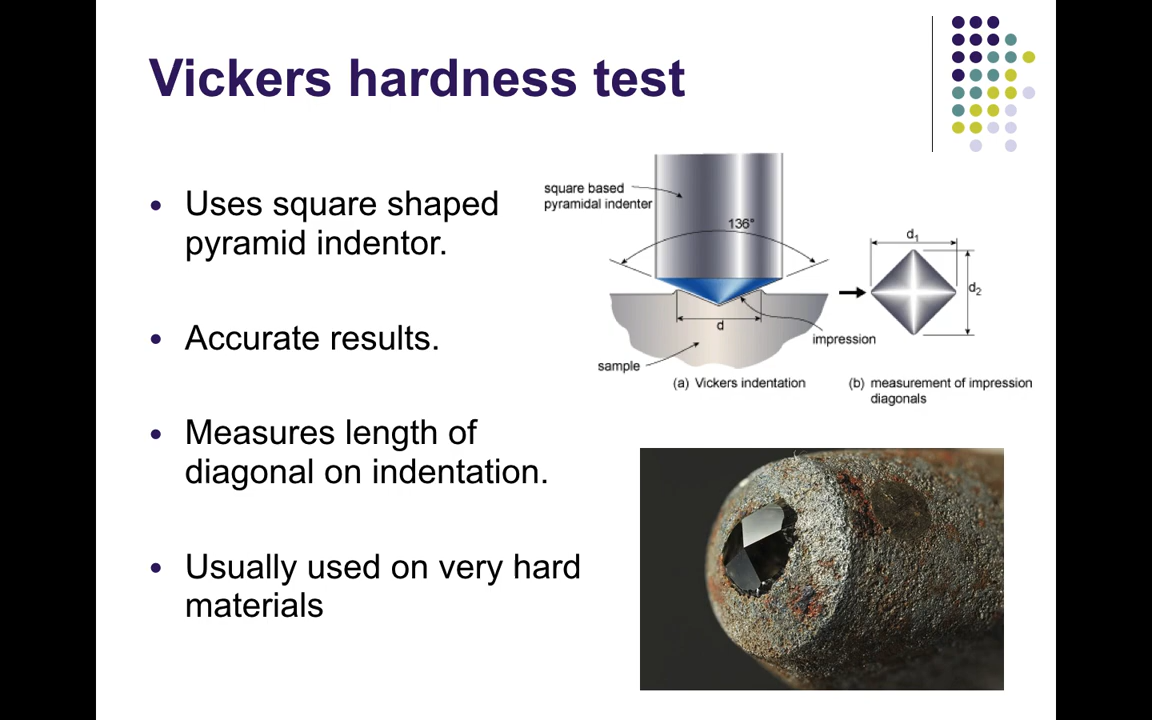 Vickers hardness test
• Uses square shaped
pyramid indentor.
• Accurate results.
• Measures length of
diagonal on indentation.
• Usually used on very hard
materials
square based
pyramidal indenter
136°
d
impression
sample
(a) Vickers indentation
d₁
d₂
(b) measurement of impression
diagonals